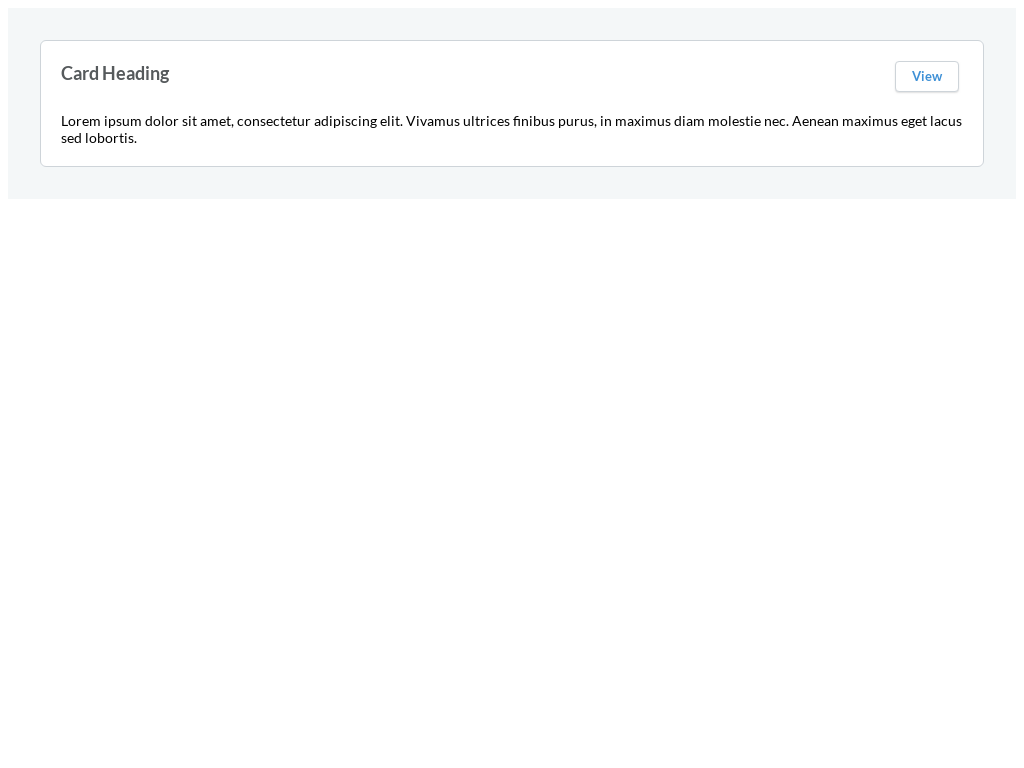 Card Heading
View
Lorem ipsum dolor sit amet, consectetur adipiscing elit. Vivamus ultrices finibus purus, in maximus diam molestie nec. Aenean maximus eget lacus
sed lobortis.